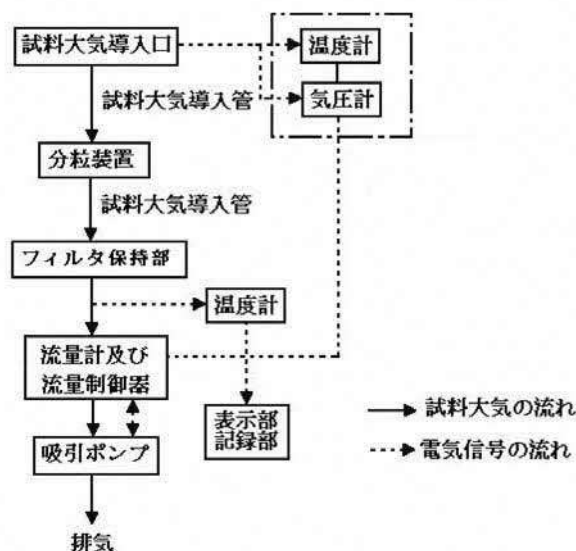 試料大気導入口
温度計
気圧計
試料大気導入管
分粒装置
試料大気導入管
フィルタ保持部
温度計
流量計及び
流量制御器
表示部
記録部
試料大気の流れ
電気信号の流れ
吸引ポンプ
排気